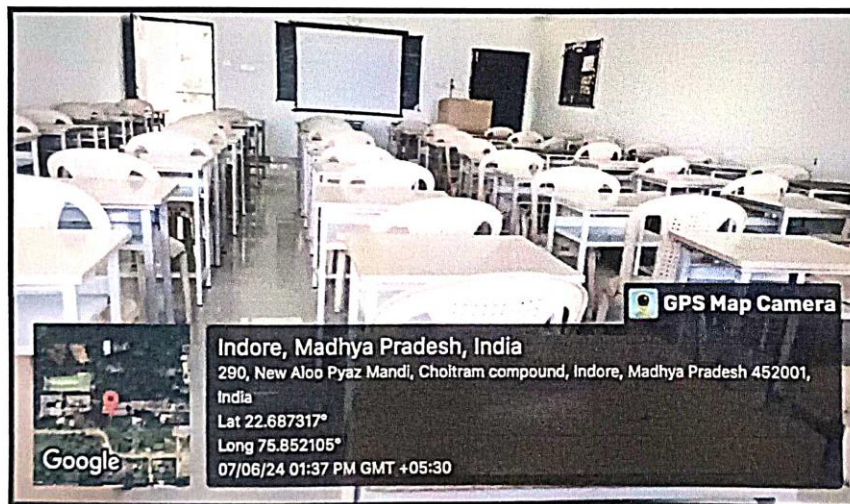 GPS Map Camera
Indore, Madhya Pradesh, India
290, New Aloo Pyaz Mandi, Choitram compound, Indore, Madhya Pradesh 452001,
India
Lat 22.687317°
Long 75.852105°
07/06/24 01:37 PM GMT +05:30
Google